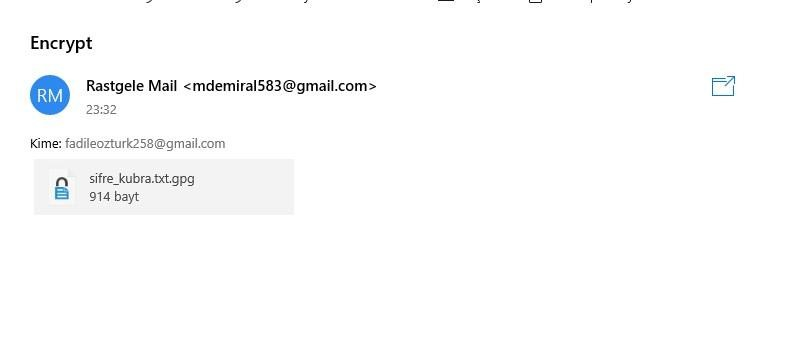 Encrypt
RM
Rastgele Mail <mdemiral583@gmail.com>
23:32
Kime: fadileozturk258@gmail.com
sifre_kubra.txt.gpg
914 bayt